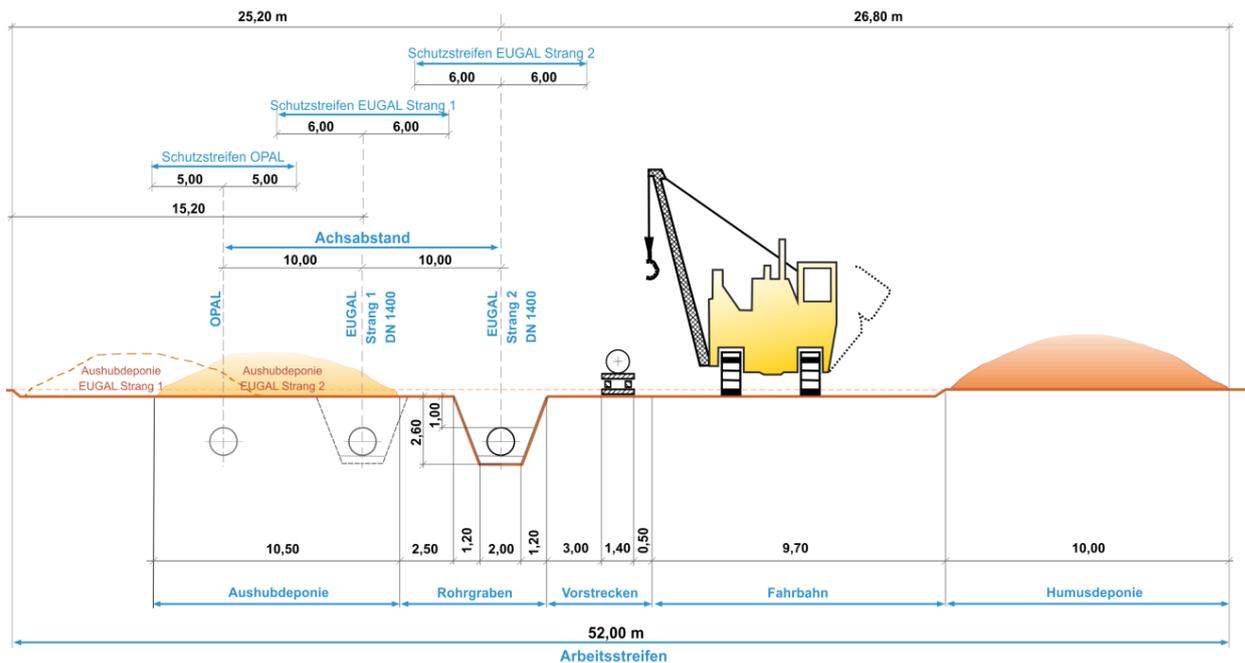 25,20 m
26,80 m
Schutzstreifen EUGAL Strang 2
6,00
6,00
Schutzstreifen EUGAL Strang 1
6,00
6,00
Schutzstreifen OPAL
5,00
5,00
15,20
Achsabstand
10,00
10,00
OPAL
EUGAL
Strang 1
DN 1400
EUGAL
Strang 2
DN 1400
Aushubdeponie
EUGAL Strang 1
Aushubdeponie
EUGAL Strang 2
2,60
1,00
10,50
2,50
1,20
2,00
1,20
3,00
1,40
0,50
9,70
10,00
Aushubdeponie
Rohrgraben
Vorstrecken
Fahrbahn
Humusdeponie
52,00 m
Arbeitsstreifen